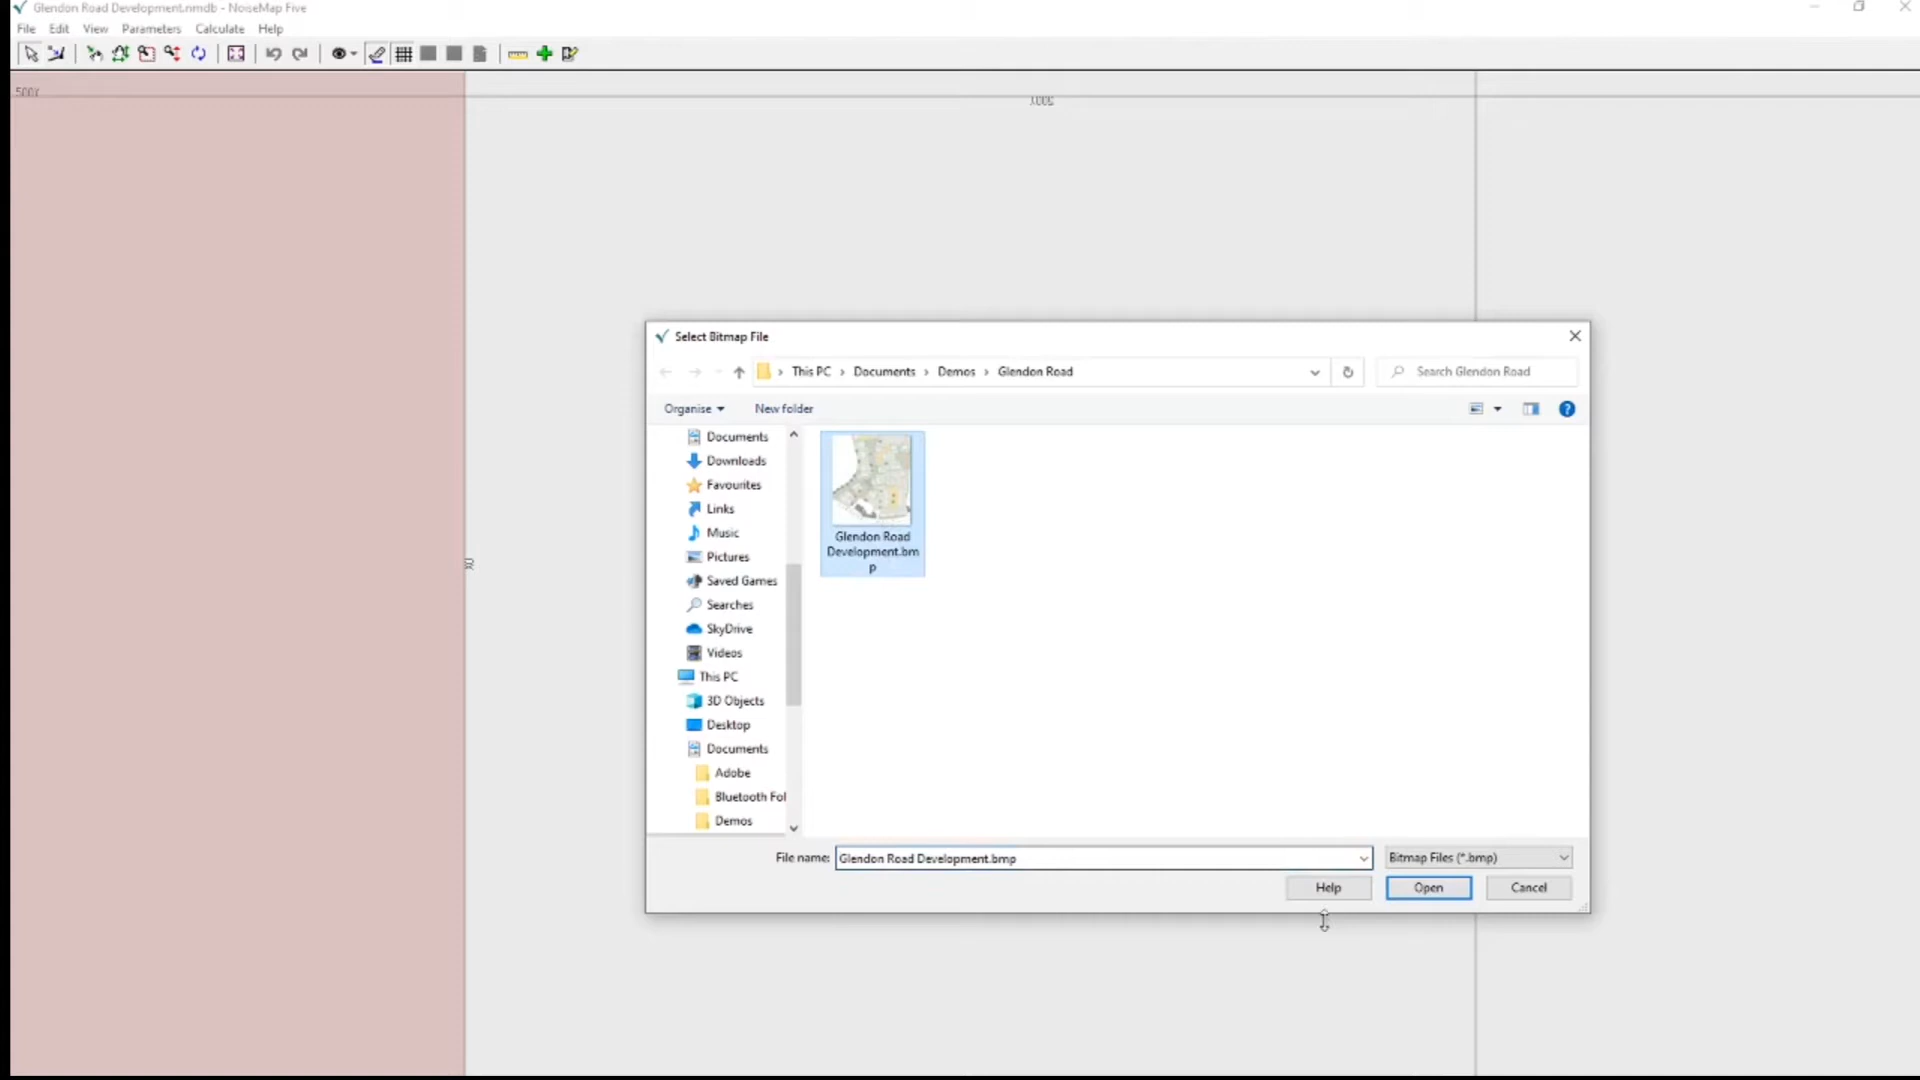 Glendon Road Development.nmdb - NoiseMap Five
File Edit View Parameters Calculate Help
Select Bitmap File
This PC › Documents › Demos › Glendon Road
Search Glendon Road
Organise New folder
Documents
Downloads
Favourites
Links
Music
Pictures
Saved Games
Searches
SkyDrive
Videos
This PC
3D Objects
Desktop
Documents
Adobe
Bluetooth Fol
Demos
Glendon Road
Development.bm
p
File name: Glendon Road Development.bmp
Bitmap Files (*.bmp)
Help Open Cancel